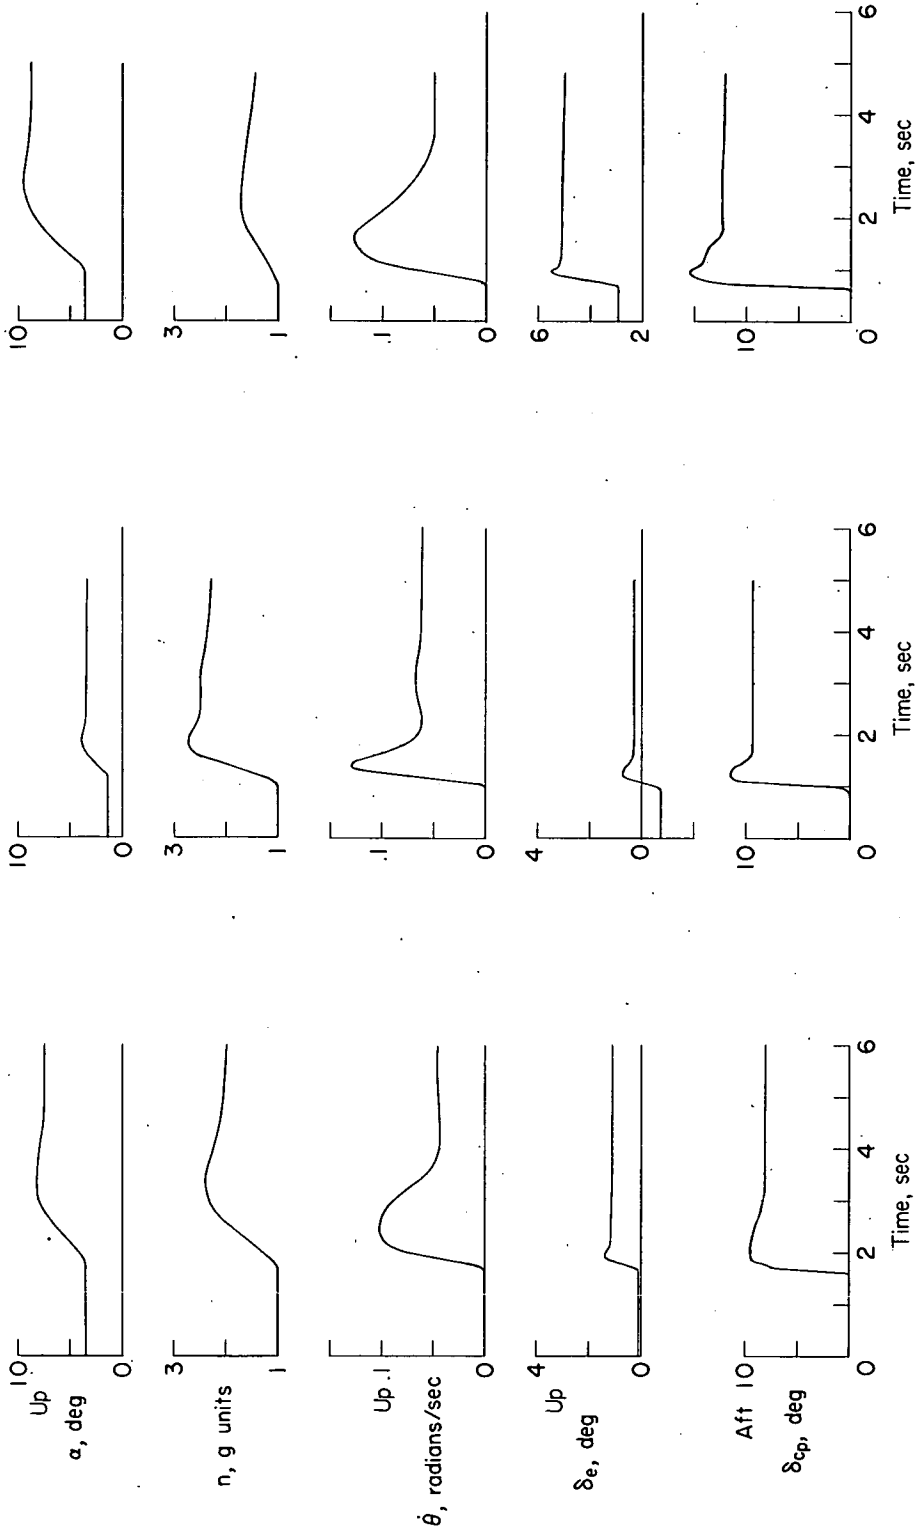 10 10 10
Up
α, deg
0 0 0
3 3 3
n, g units
1 1 1
Up .1 .1 .1
θ̇, radians/sec
0 0 0
4 4 6
Up
δe, deg
0 0 2
Aft 10 10 10
δcp, deg
0 2 4 6 0 2 4 6 0 2 4 6
Time, sec Time, sec Time, sec